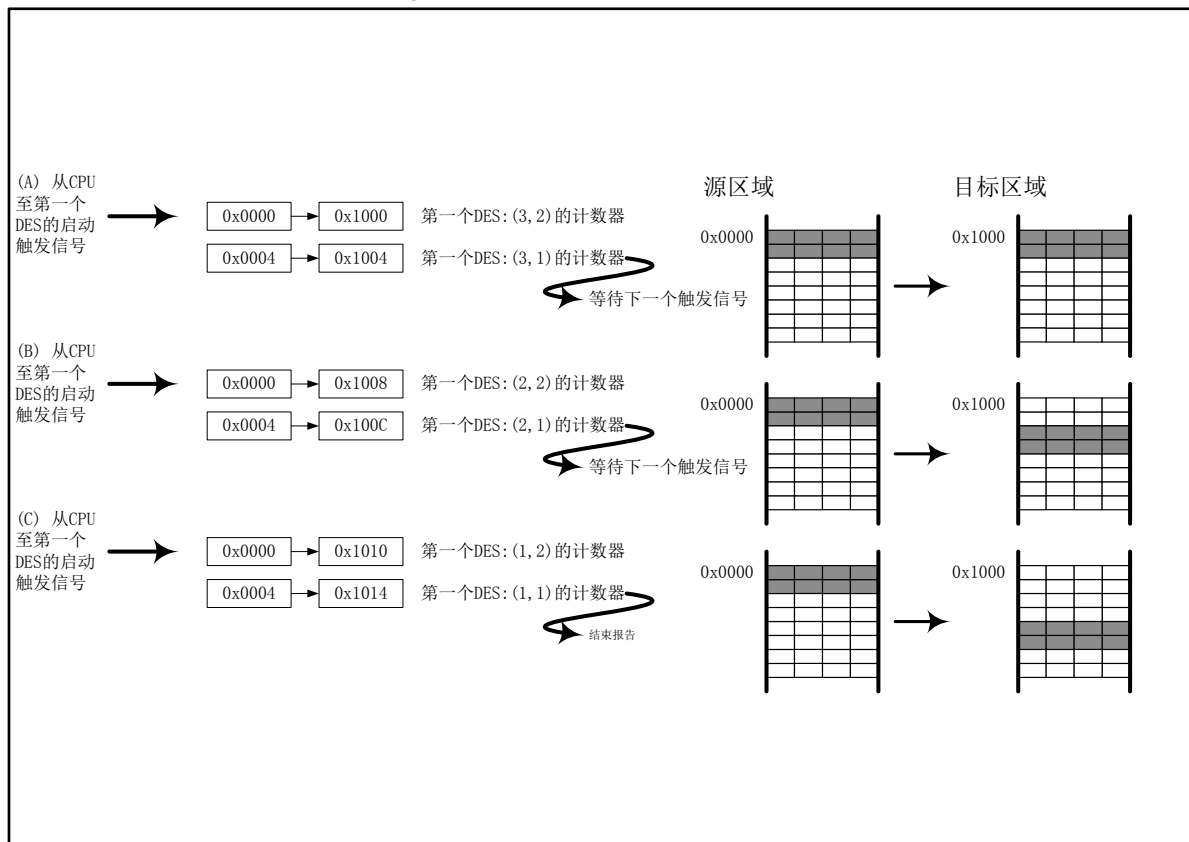 源区域
目标区域
(A) 从CPU
至第一个
DES的启动
触发信号
0x0000
0x1000
第一个DES:(3,2)的计数器
0x0004
0x1004
第一个DES:(3,1)的计数器
等待下一个触发信号
0x0000
0x1000
(B) 从CPU
至第一个
DES的启动
触发信号
0x0000
0x1008
第一个DES:(2,2)的计数器
0x0004
0x100C
第一个DES:(2,1)的计数器
等待下一个触发信号
0x0000
0x1000
(C) 从CPU
至第一个
DES的启动
触发信号
0x0000
0x1010
第一个DES:(1,2)的计数器
0x0004
0x1014
第一个DES:(1,1)的计数器
结束报告
0x0000
0x1000